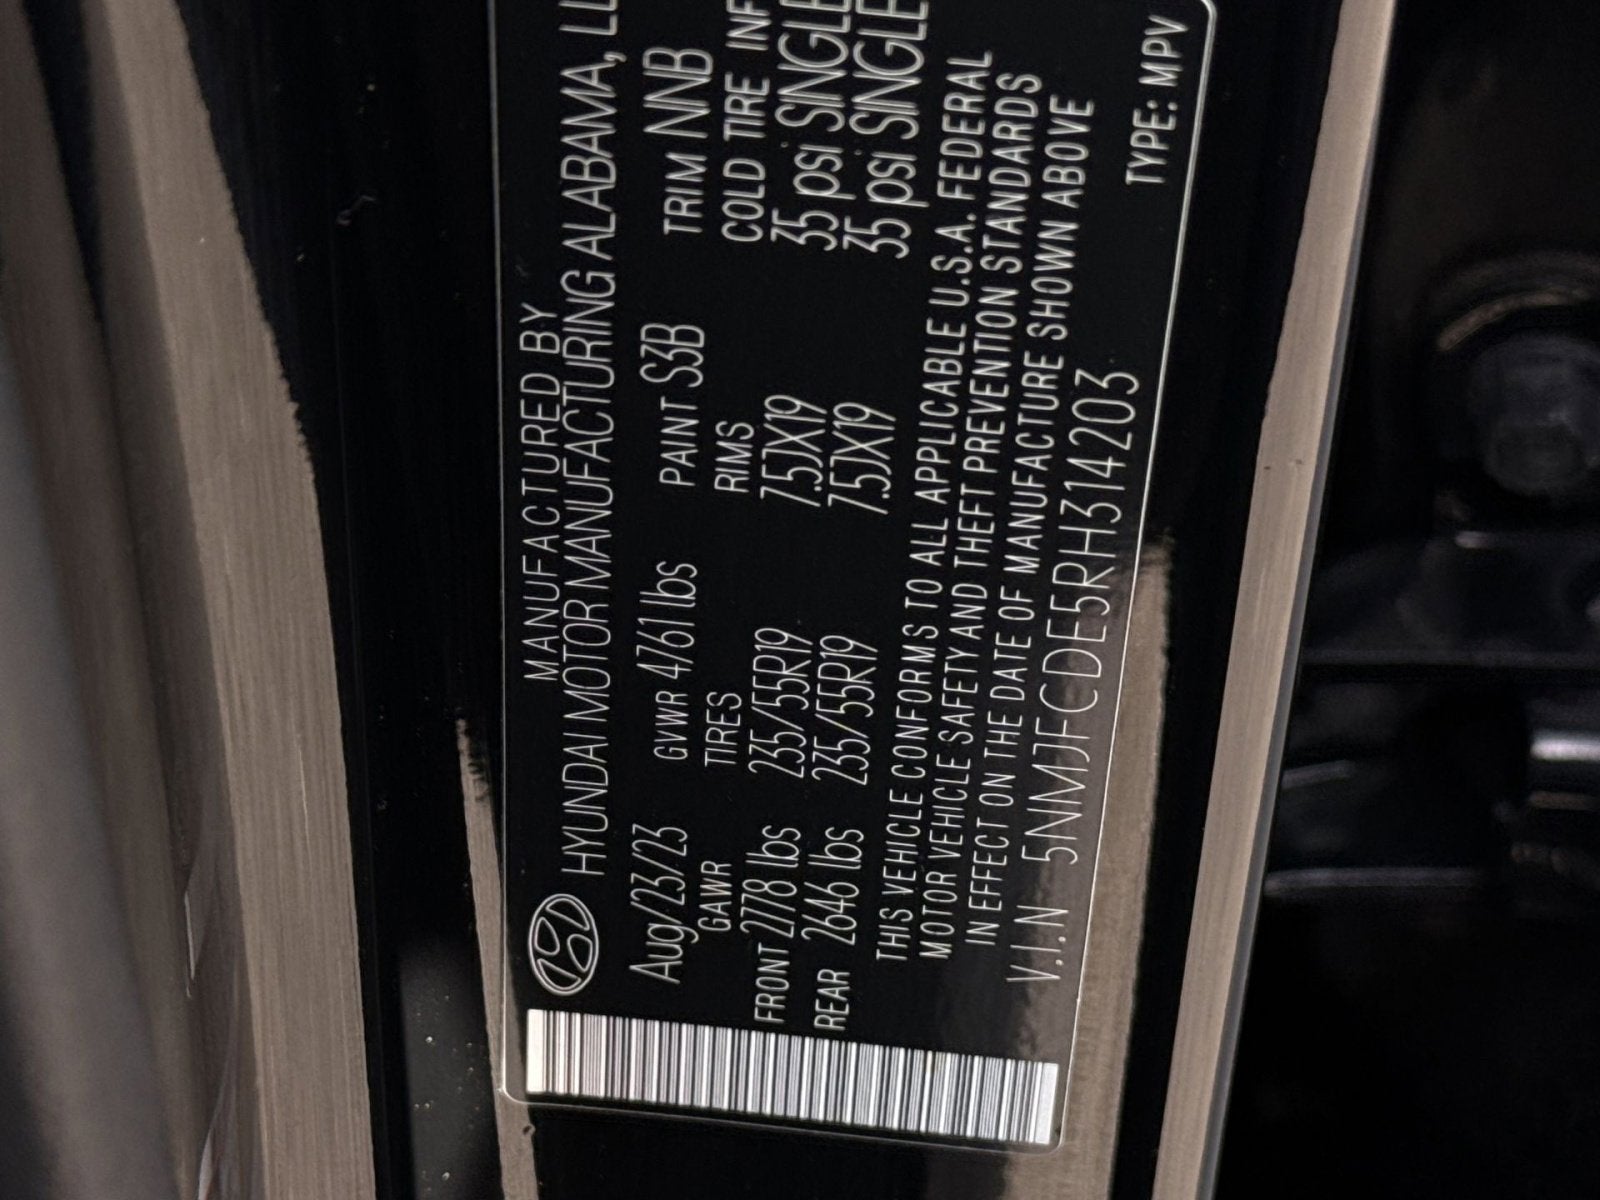 MANUFACTURED BY
HYUNDAI MOTOR MANUFACTURING ALABAMA, LL
Aug/23/23 GVWR 4761 lbs PAINT S3B TRIM NNB
GAWR TIRES RIMS COLD TIRE INF
FRONT 2778 lbs 235/55R19 7.5JX19 35 psi SINGLE
REAR 2646 lbs 235/55R19 7.5JX19 35 psi SINGLE
THIS VEHICLE CONFORMS TO ALL APPLICABLE U.S.A. FEDERAL
MOTOR VEHICLE SAFETY AND THEFT PREVENTION STANDARDS
IN EFFECT ON THE DATE OF MANUFACTURE SHOWN ABOVE
V.I.N 5NMJFCDE5RH314203 TYPE: MPV